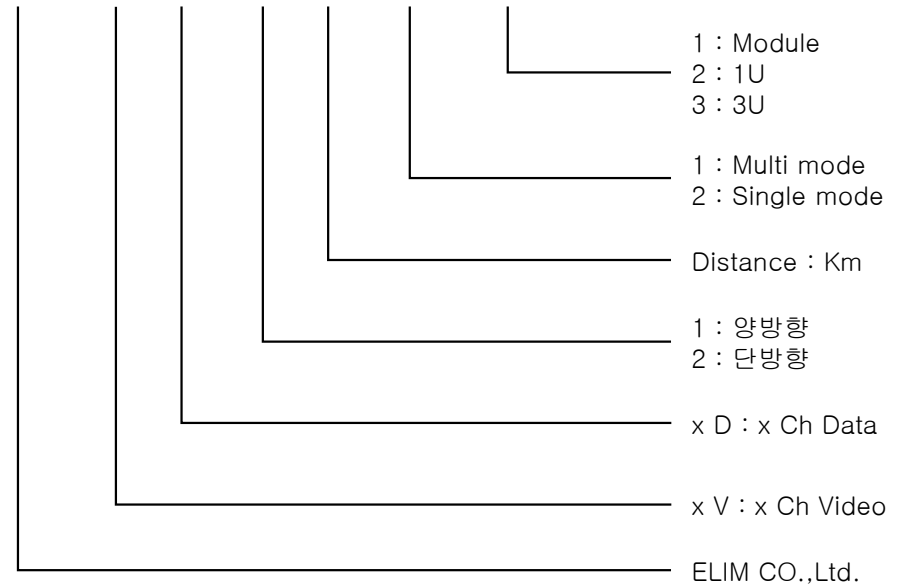 1 : Module
2 : 1U
3 : 3U
1 : Multi mode
2 : Single mode
Distance : Km
1 : 양방향
2 : 단방향
x D : x Ch Data
x V : x Ch Video
ELIM CO.,Ltd.